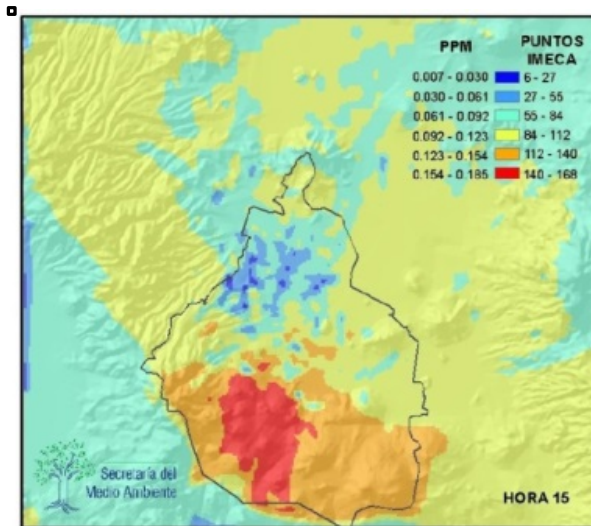 PPM PUNTOS IMECA
0.007 - 0.030 6 - 27
0.030 - 0.061 27 - 55
0.061 - 0.092 55 - 84
0.092 - 0.123 84 - 112
0.123 - 0.154 112 - 140
0.154 - 0.185 140 - 168
Secretaría del
Medio Ambiente
HORA 15